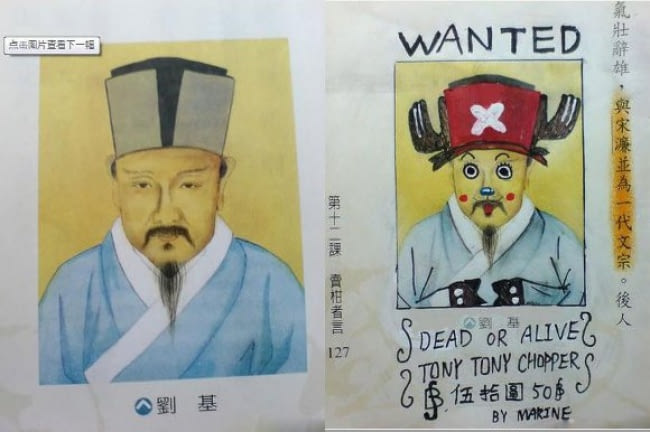 点击图片查看下一幅
劉 基
WANTED
氣壯辭雄，與宋濂並為一代文宗。後人
第十二課 賣柑者言
127
劉 基
DEAD OR ALIVE
TONY TONY CHOPPER
฿ 伍拾圓 50฿
BY MARINE